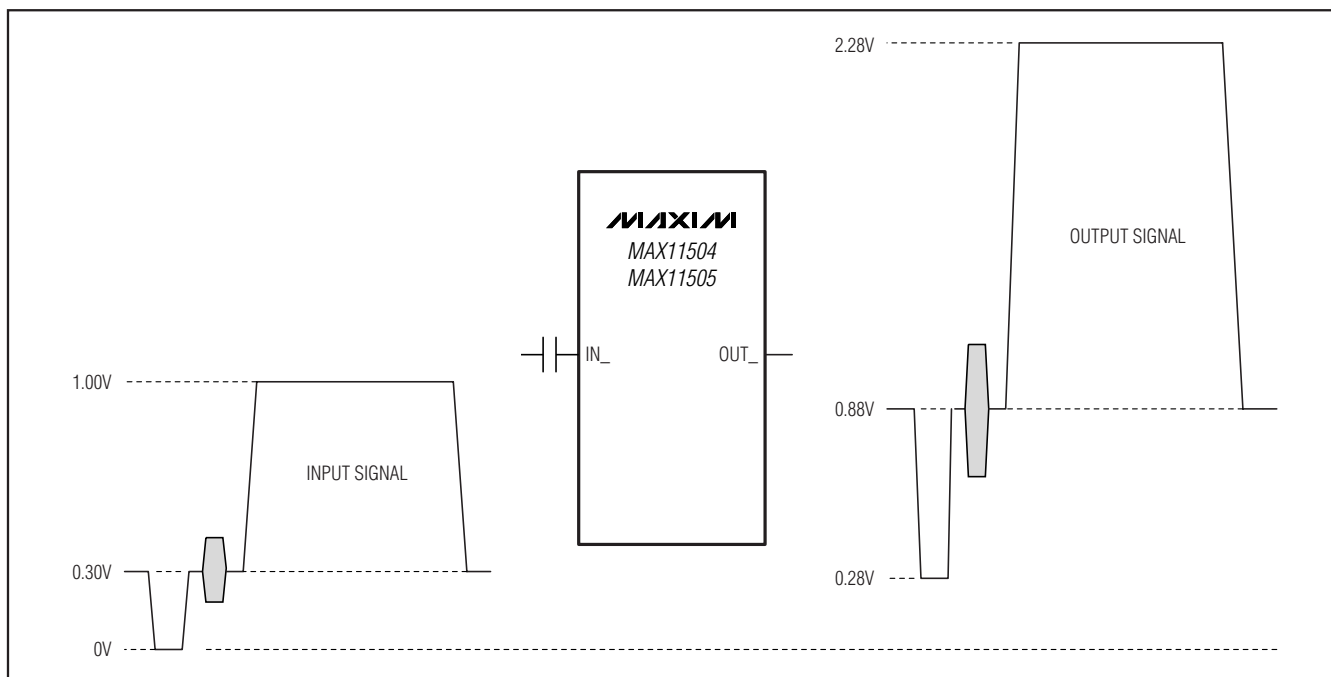 1.00V
0.30V
0V
INPUT SIGNAL
MAXIM
MAX11504
MAX11505
IN_
OUT_
2.28V
0.88V
0.28V
OUTPUT SIGNAL